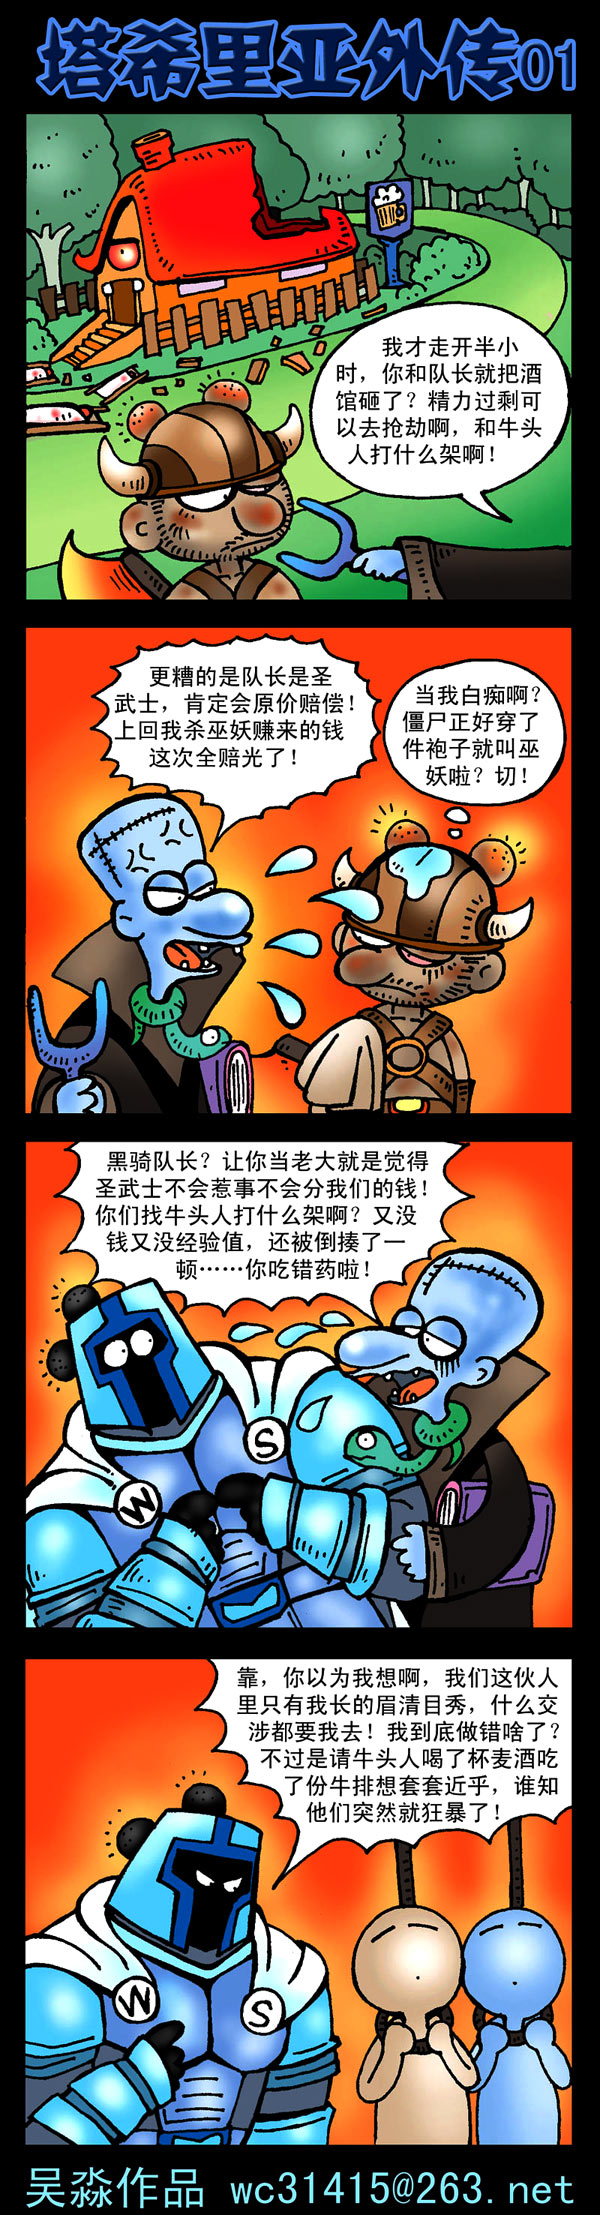 塔希里亚外传01
我才走开半小
时，你和队长就把酒
馆砸了？精力过剩可
以去抢劫啊，和牛头
人打什么架啊！
更糟的是队长是圣
武士，肯定会原价赔偿！
上回我杀巫妖赚来的钱
这次全赔光了！
当我白痴啊？
僵尸正好穿了
件袍子就叫巫
妖啦？切！
黑骑队长？让你当老大就是觉得
圣武士不会惹事不会分我们的钱！
你们找牛头人打什么架啊？又没
钱又没经验值，还被倒揍了一
顿……你吃错药啦！
S
W
靠，你以为我想啊，我们这伙人
里只有我长的眉清目秀，什么交
涉都要我去！我到底做错啥了？
不过是请牛头人喝了杯麦酒吃
了份牛排想套套近乎，谁知
他们突然就狂暴了！
W
S
吴淼作品 wc31415@263.net